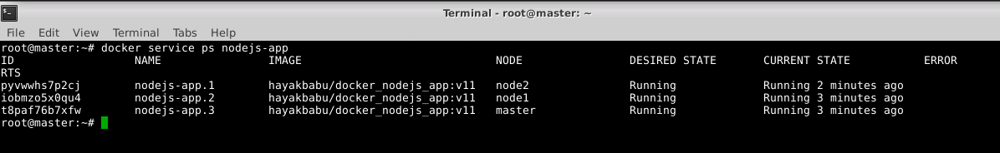 Terminal - root@master: ~
File Edit View Terminal Tabs Help
root@master:~# docker service ps nodejs-app
ID NAME IMAGE NODE DESIRED STATE CURRENT STATE ERROR
RTS
pyvwwhs7p2cj nodejs-app.1 hayakbabu/docker_nodejs_app:v11 node2 Running Running 2 minutes ago
iobmzo5x0qu4 nodejs-app.2 hayakbabu/docker_nodejs_app:v11 node1 Running Running 3 minutes ago
t8paf76b7xfw nodejs-app.3 hayakbabu/docker_nodejs_app:v11 master Running Running 3 minutes ago
root@master:~#